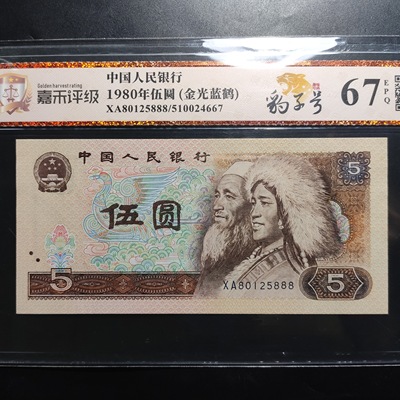 Golden harvest rating
嘉禾评级
中国人民银行
1980年伍圆 (金光蓝鹤)
XA80125888/510024667
豹子号
67
EPQ
中国人民银行
伍圆
5
5
5
XA80125888